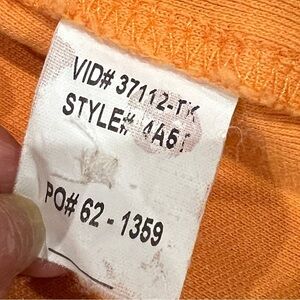 VID# 37112-TK
STYLE# 4A61
PO# 62 - 1359